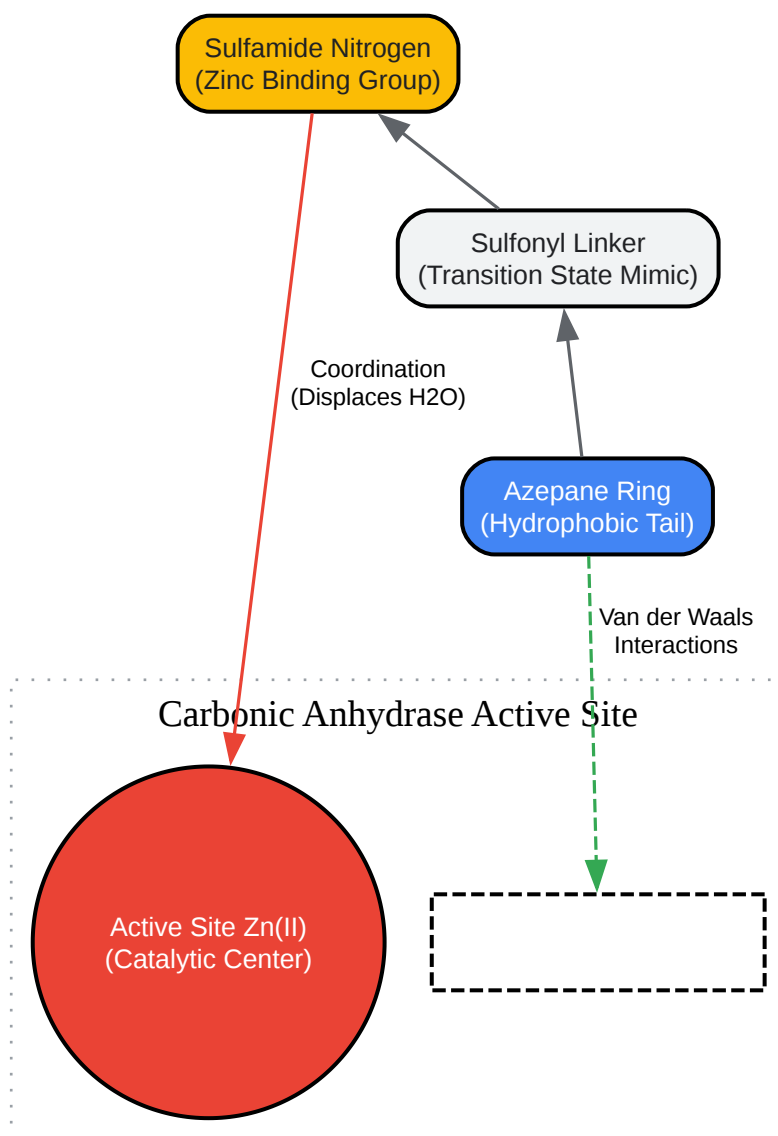 Sulfamide Nitrogen
(Zinc Binding Group)
Sulfonyl Linker
(Transition State Mimic)
Coordination
(Displaces H2O)
Azepane Ring
(Hydrophobic Tail)
Van der Waals
Interactions
Carbonic Anhydrase Active Site
Active Site Zn(II)
(Catalytic Center)